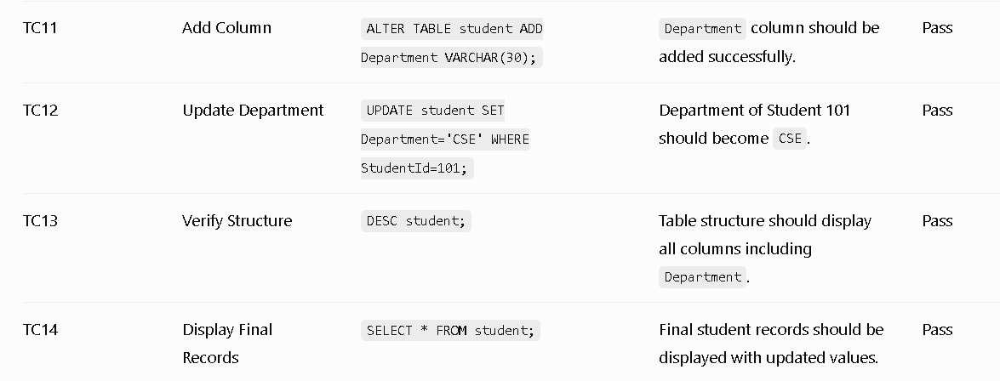 TC11 Add Column ALTER TABLE student ADD Department column should be Pass
Department VARCHAR(30); added successfully.
TC12 Update Department UPDATE student SET Department of Student 101 Pass
Department='CSE' WHERE should become CSE.
StudentId=101;
TC13 Verify Structure DESC student; Table structure should display Pass
all columns including
Department.
TC14 Display Final SELECT * FROM student; Final student records should be Pass
Records displayed with updated values.